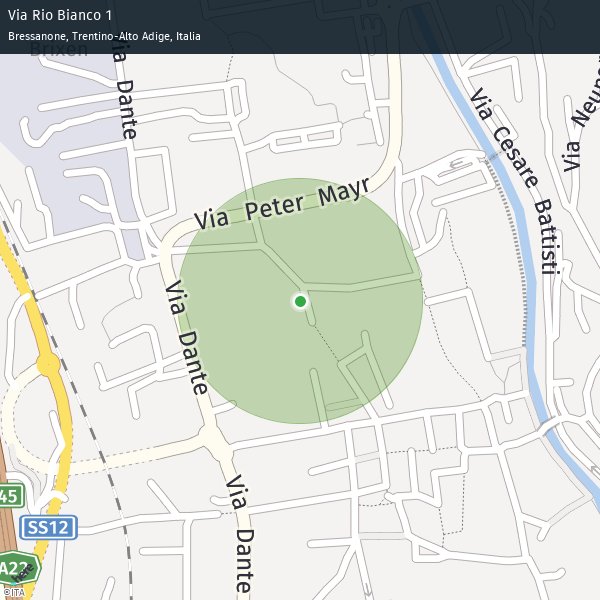 Via Rio Bianco 1
Bressanone, Trentino-Alto Adige, Italia
Brixen
Via Dante
Via Cesare Battisti
Via Peter Mayr
Via Dante
Via Dante
45
SS12
A22
here
©ITA